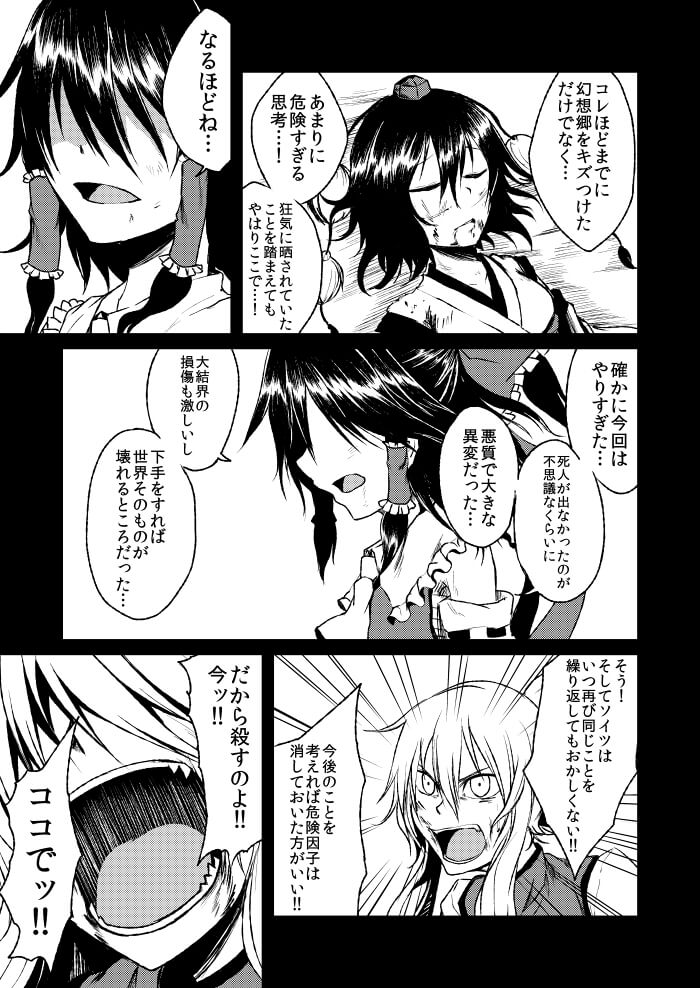 コレほどまでに
幻想郷をキズつけた
だけでなく…
あまりに
危険すぎる
思考…!
狂気に晒されていた
ことを踏まえても
やはりここで…!
なるほどね…
確かに今回は
やりすぎた…
死人が出なかったのが
不思議なくらいに
悪質で大きな
異変だった…
大結界の
損傷も激しいし
下手をすれば
世界そのものが
壊れるところだった…
そう!
そしてソイツは
いつ再び同じことを
繰り返してもおかしくない!!
今後のことを
考えれば危険因子は
消しておいた方がいい!!
だから殺すのよ!!
今ッ!!
ココでッ!!